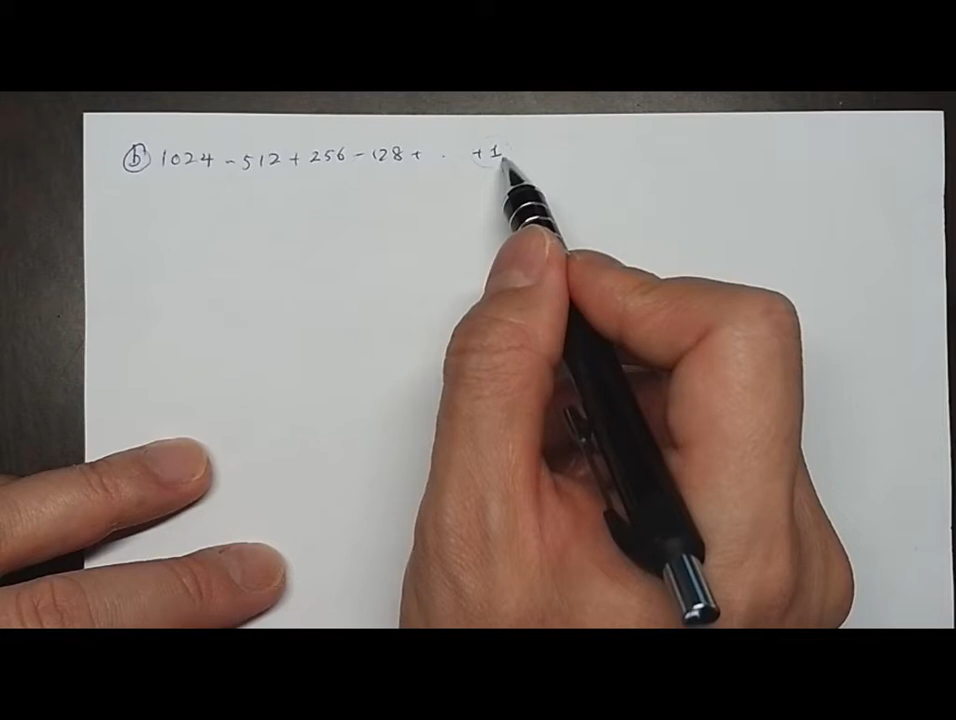 (b) 1024 - 512 + 256 - 128 + . . +1